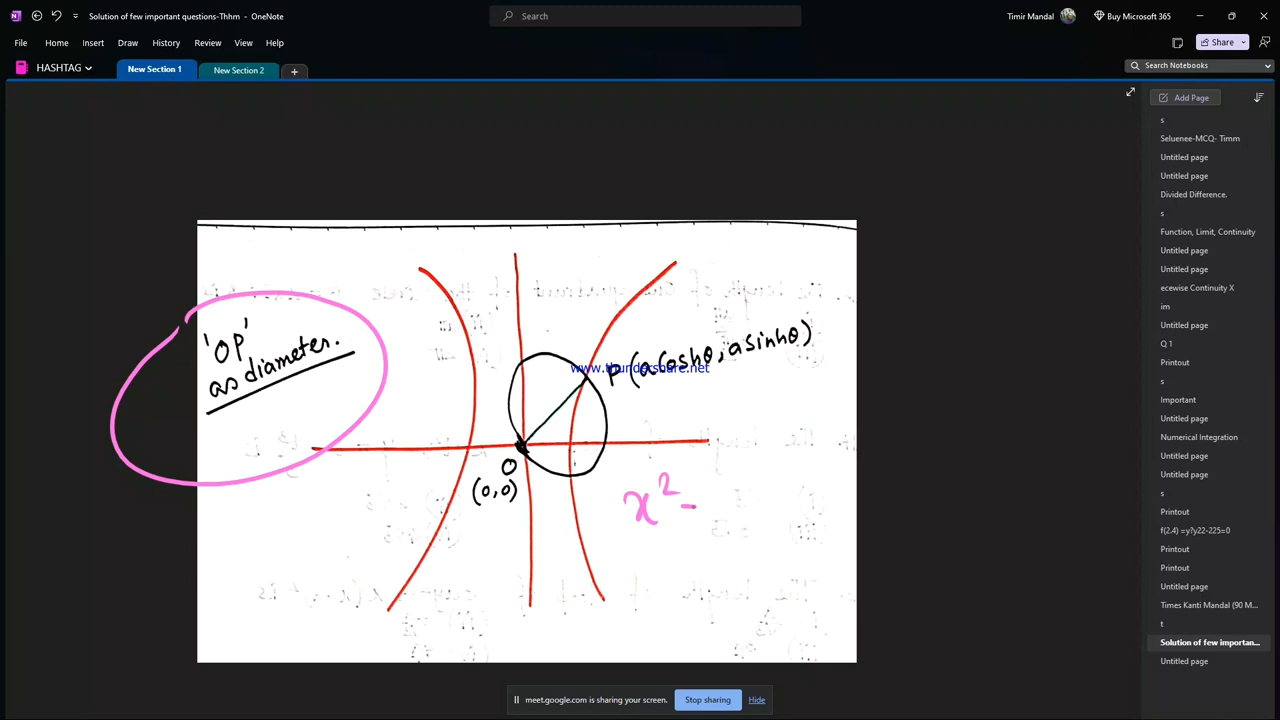 Solution of few important questions-Thhm - OneNote
Search
Timir Mandal
Buy Microsoft 365
File Home Insert Draw History Review View Help
Share
HASHTAG
New Section 1
New Section 2
+
Search Notebooks
Add Page
s
Seluenee-MCQ- Timm
Untitled page
Untitled page
Divided Difference.
s
Function, Limit, Continuity
Untitled page
Untitled page
ecewise Continuity X
im
Untitled page
Q 1
Printout
s
Important
Untitled page
Numerical Integration
Untitled page
Untitled page
s
Printout
f(2.4) =y?y22-225=0
Printout
Printout
Untitled page
Times Kanti Mandal (90 M...
t
Solution of few importan...
Untitled page
'OP'
as diameter.
www.thundershare.net
P(a coshθ, a sinhθ)
O
(0,0)
x² -
meet.google.com is sharing your screen.
Stop sharing
Hide